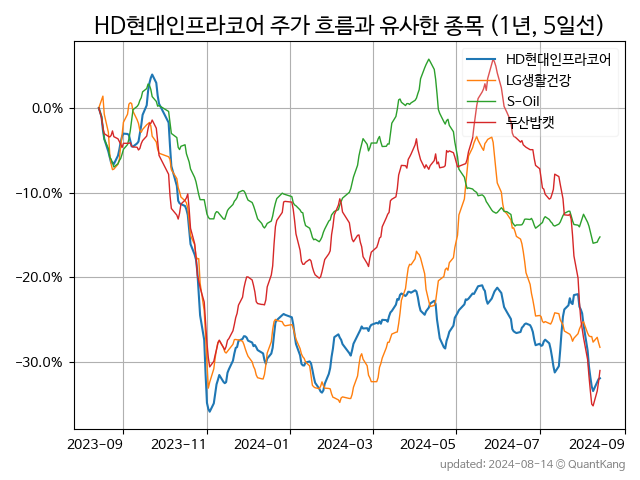 HD현대인프라코어 주가 흐름과 유사한 종목 (1년, 5일선)
HD현대인프라코어
LG생활건강
S-Oil
두산밥캣
0.0%
−10.0%
−20.0%
−30.0%
2023-09 2023-11 2024-01 2024-03 2024-05 2024-07 2024-09
updated: 2024-08-14 © QuantKang